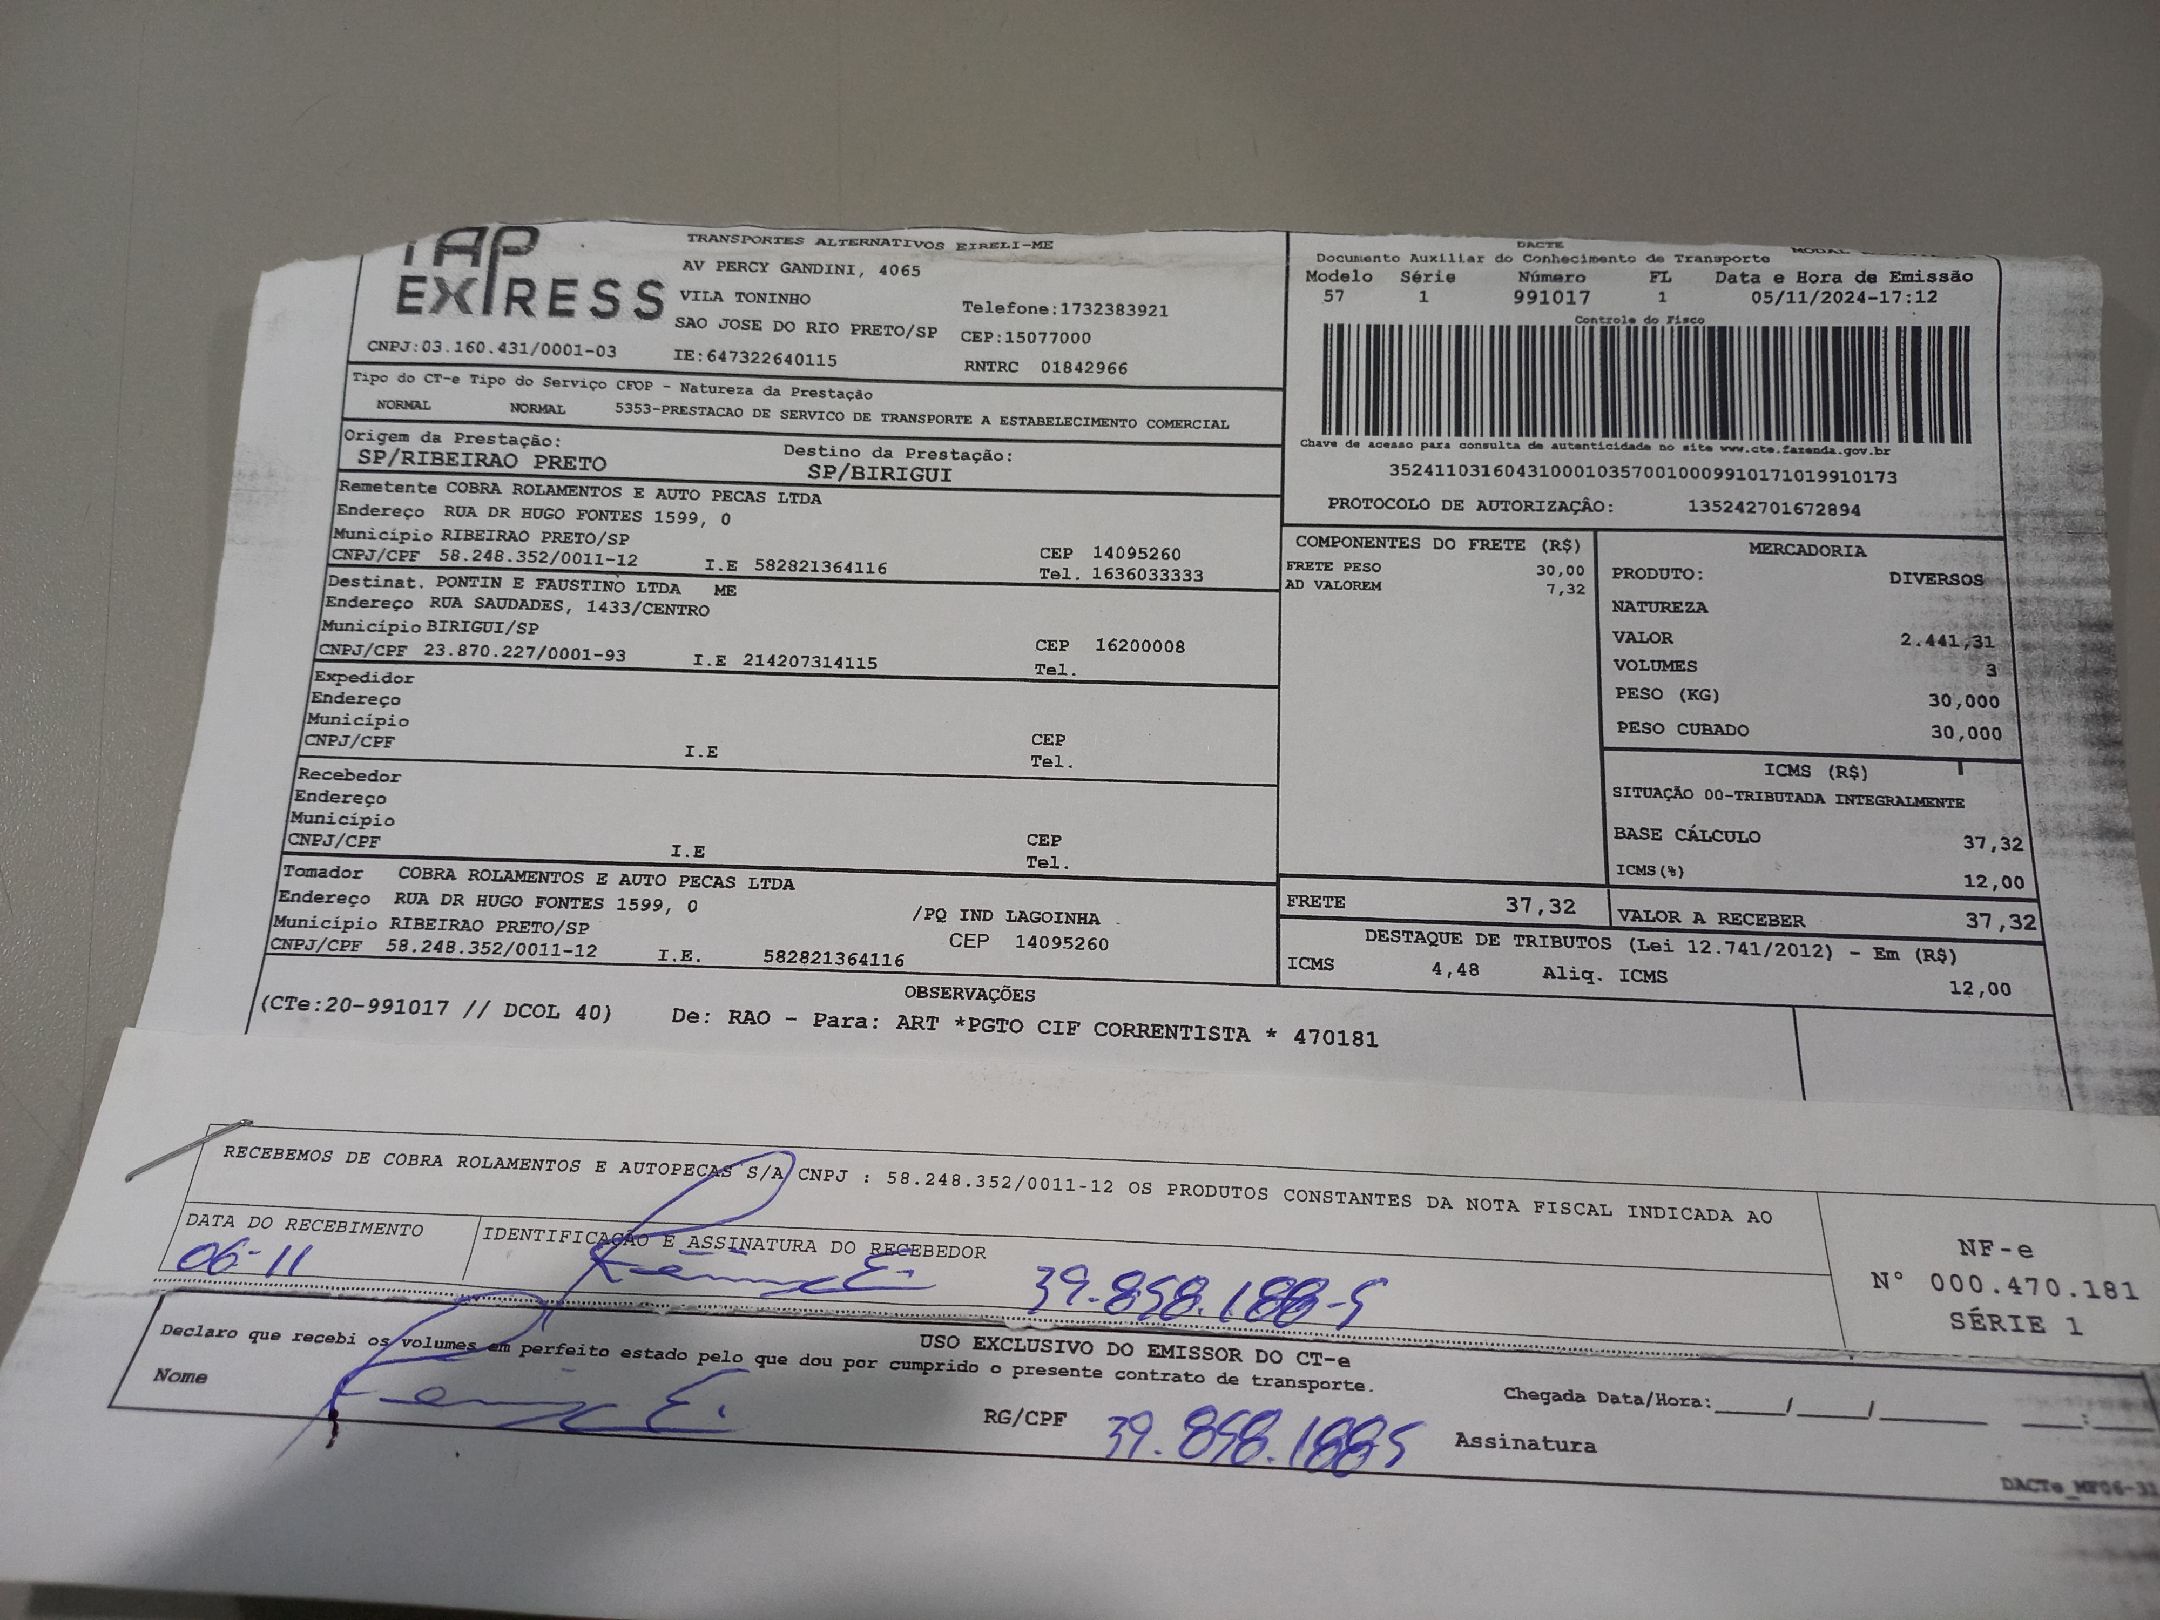 TAP
EXPRESS
CNPJ:03.160.431/0001-03
TRANSPORTES ALTERNATIVOS EIRELI-ME
AV PERCY GANDINI, 4065
VILA TONINHO
SAO JOSE DO RIO PRETO/SP
IE:647322640115
Telefone:1732383921
CEP:15077000
RNTRC 01842966
DACTE
Documento Auxiliar do Conhecimento de Transporte
Modelo Série Número FL Data e Hora de Emissão
57 1 991017 1 05/11/2024-17:12
Controle do Fisco
Chave de acesso para consulta de autenticidade no site www.cte.fazenda.gov.br
35241103160431000103570010009910171019910173
PROTOCOLO DE AUTORIZAÇÂO: 135242701672894
Tipo do CT-e Tipo do Serviço CFOP - Natureza da Prestação
NORMAL NORMAL 5353-PRESTACAO DE SERVICO DE TRANSPORTE A ESTABELECIMENTO COMERCIAL
Origem da Prestação: Destino da Prestação:
SP/RIBEIRAO PRETO SP/BIRIGUI
Remetente COBRA ROLAMENTOS E AUTO PECAS LTDA
Endereço RUA DR HUGO FONTES 1599, 0
Município RIBEIRAO PRETO/SP CEP 14095260
CNPJ/CPF 58.248.352/0011-12 I.E 582821364116 Tel. 1636033333
Destinat. PONTIN E FAUSTINO LTDA ME
Endereço RUA SAUDADES, 1433/CENTRO
Município BIRIGUI/SP CEP 16200008
CNPJ/CPF 23.870.227/0001-93 I.E 214207314115 Tel.
Expedidor
Endereço
Município CEP
CNPJ/CPF I.E Tel.
Recebedor
Endereço
Município CEP
CNPJ/CPF I.E Tel.
Tomador COBRA ROLAMENTOS E AUTO PECAS LTDA
Endereço RUA DR HUGO FONTES 1599, 0 /PQ IND LAGOINHA
Município RIBEIRAO PRETO/SP CEP 14095260
CNPJ/CPF 58.248.352/0011-12 I.E. 582821364116
COMPONENTES DO FRETE (R$)
FRETE PESO 30,00
AD VALOREM 7,32
MERCADORIA
PRODUTO: DIVERSOS
NATUREZA
VALOR 2.441,31
VOLUMES 3
PESO (KG) 30,000
PESO CUBADO 30,000
ICMS (R$)
SITUAÇÃO 00-TRIBUTADA INTEGRALMENTE
BASE CÁLCULO 37,32
ICMS(%) 12,00
FRETE 37,32 VALOR A RECEBER 37,32
DESTAQUE DE TRIBUTOS (Lei 12.741/2012) - Em (R$)
ICMS 4,48 Aliq. ICMS 12,00
OBSERVAÇÕES
(CTe:20-991017 // DCOL 40) De: RAO - Para: ART *PGTO CIF CORRENTISTA * 470181
RECEBEMOS DE COBRA ROLAMENTOS E AUTOPECAS S/A CNPJ : 58.248.352/0011-12 OS PRODUTOS CONSTANTES DA NOTA FISCAL INDICADA AO
DATA DO RECEBIMENTO IDENTIFICAÇÃO E ASSINATURA DO RECEBEDOR
06-11 39.858.188-5
NF-e
N° 000.470.181
SÉRIE 1
USO EXCLUSIVO DO EMISSOR DO CT-e
Declaro que recebi os volumes em perfeito estado pelo que dou por cumprido o presente contrato de transporte.
Chegada Data/Hora:____/____/______ ____:____
Nome RG/CPF 39.858.1885 Assinatura